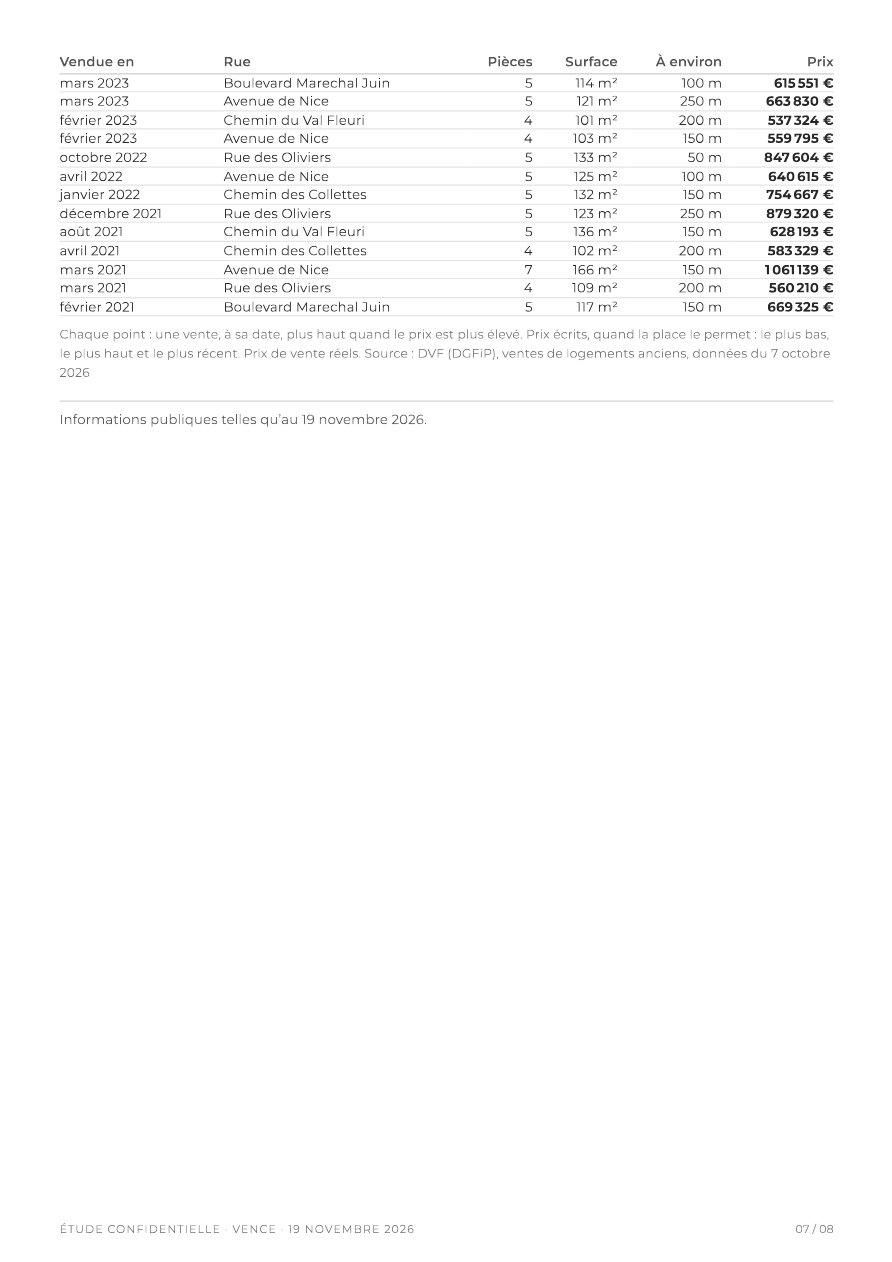 Vendue en Rue Pièces Surface À environ Prix
mars 2023 Boulevard Marechal Juin 5 114 m² 100 m 615 551 €
mars 2023 Avenue de Nice 5 121 m² 250 m 663 830 €
février 2023 Chemin du Val Fleuri 4 101 m² 200 m 537 324 €
février 2023 Avenue de Nice 4 103 m² 150 m 559 795 €
octobre 2022 Rue des Oliviers 5 133 m² 50 m 847 604 €
avril 2022 Avenue de Nice 5 125 m² 100 m 640 615 €
janvier 2022 Chemin des Collettes 5 132 m² 150 m 754 667 €
décembre 2021 Rue des Oliviers 5 123 m² 250 m 879 320 €
août 2021 Chemin du Val Fleuri 5 136 m² 150 m 628 193 €
avril 2021 Chemin des Collettes 4 102 m² 200 m 583 329 €
mars 2021 Avenue de Nice 7 166 m² 150 m 1 061 139 €
mars 2021 Rue des Oliviers 4 109 m² 200 m 560 210 €
février 2021 Boulevard Marechal Juin 5 117 m² 150 m 669 325 €
Chaque point : une vente, à sa date, plus haut quand le prix est plus élevé. Prix écrits, quand la place le permet : le plus bas,
le plus haut et le plus récent. Prix de vente réels. Source : DVF (DGFiP), ventes de logements anciens, données du 7 octobre
2026
Informations publiques telles qu'au 19 novembre 2026.
ÉTUDE CONFIDENTIELLE · VENCE · 19 NOVEMBRE 2026 07 / 08